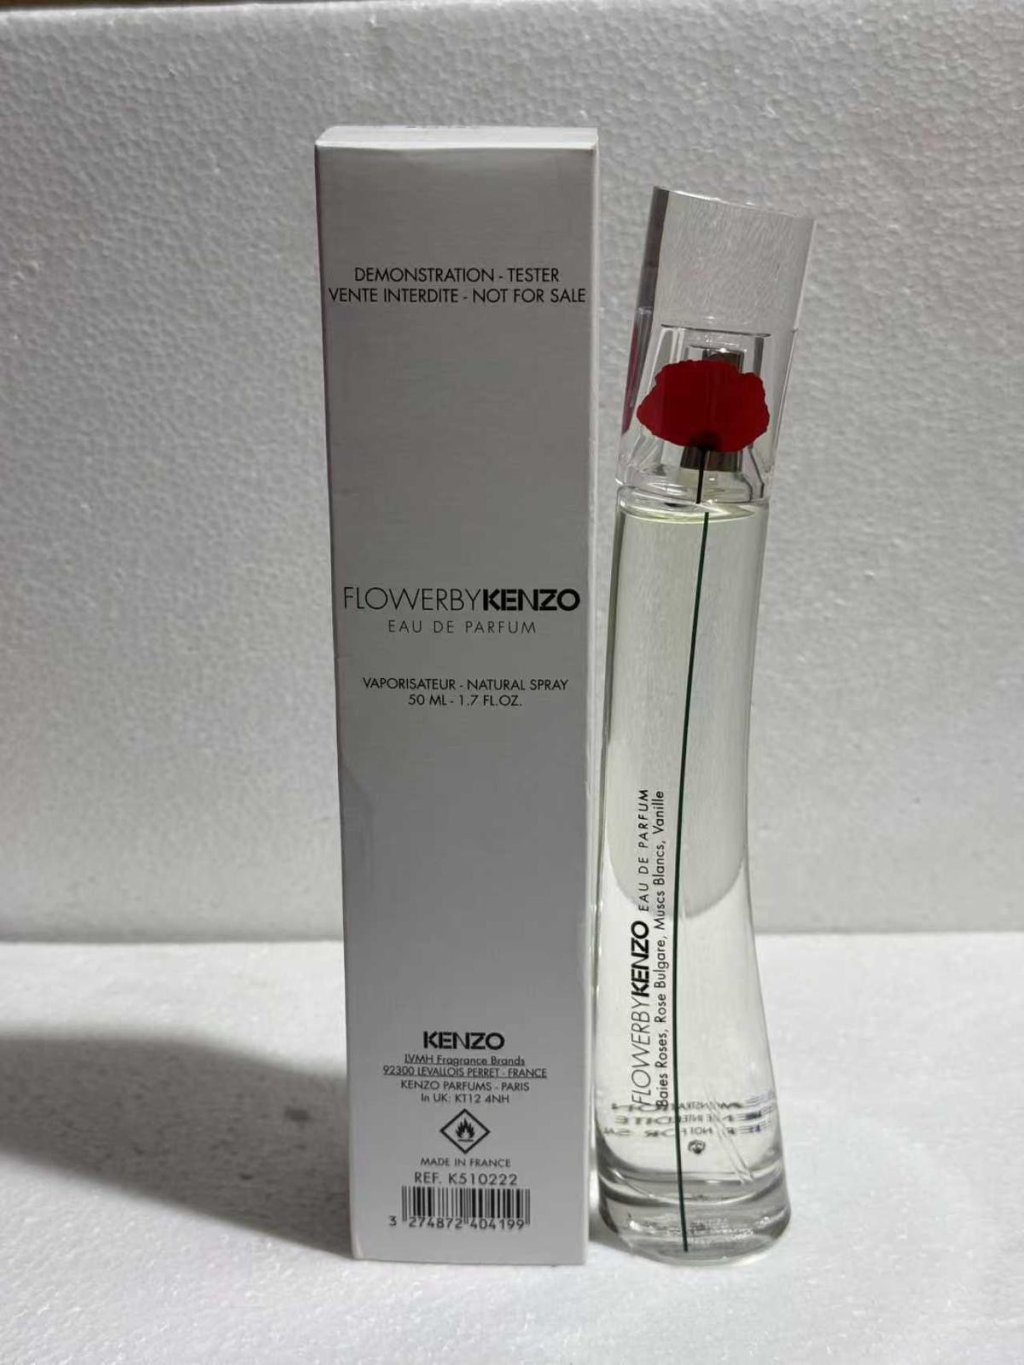 DEMONSTRATION - TESTER
VENTE INTERDITE - NOT FOR SALE
FLOWERBYKENZO
EAU DE PARFUM
VAPORISATEUR - NATURAL SPRAY
50 ML - 1.7 FL.OZ.
KENZO
LVMH Fragrance Brands
92300 LEVALLOIS PERRET - FRANCE
KENZO PARFUMS - PARIS
In UK: KT12 4NH
MADE IN FRANCE
REF. K510222
3 274872 404199
FLOWERBYKENZO EAU DE PARFUM
Baies Roses, Rose Bulgare, Muscs Blancs, Vanille